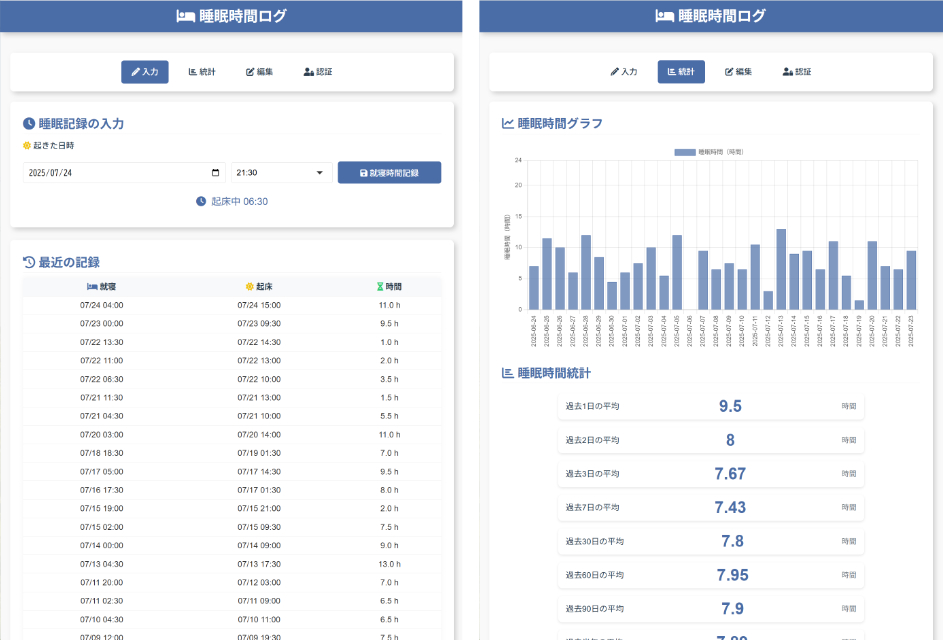 睡眠時間ログ
入力 統計 編集 認証
睡眠記録の入力
起きた日時
2025/07/24 21:30 就寝時間記録
起床中 06:30
最近の記録
就寝 起床 時間
07/24 04:00 07/24 15:00 11.0 h
07/23 00:00 07/23 09:30 9.5 h
07/22 13:30 07/22 14:30 1.0 h
07/22 11:00 07/22 13:00 2.0 h
07/22 06:30 07/22 10:00 3.5 h
07/21 11:30 07/21 13:00 1.5 h
07/21 04:30 07/21 10:00 5.5 h
07/20 03:00 07/20 14:00 11.0 h
07/18 18:30 07/19 01:30 7.0 h
07/17 05:00 07/17 14:30 9.5 h
07/16 17:30 07/17 01:30 8.0 h
07/15 19:00 07/15 21:00 2.0 h
07/15 02:00 07/15 09:30 7.5 h
07/14 00:00 07/14 09:00 9.0 h
07/13 04:30 07/13 17:30 13.0 h
07/11 20:00 07/12 03:00 7.0 h
07/11 02:30 07/11 09:00 6.5 h
07/10 04:30 07/10 11:00 6.5 h
07/09 12:00 07/09 19:30 7.5 h
睡眠時間ログ
入力 統計 編集 認証
睡眠時間グラフ
睡眠時間（時間）
睡眠時間（時間）
24
20
15
10
5
0
2025-06-24 2025-06-25 2025-06-26 2025-06-27 2025-06-28 2025-06-29 2025-06-30 2025-07-01 2025-07-02 2025-07-03 2025-07-04 2025-07-05 2025-07-06 2025-07-07 2025-07-08 2025-07-09 2025-07-10 2025-07-11 2025-07-12 2025-07-13 2025-07-14 2025-07-15 2025-07-16 2025-07-17 2025-07-18 2025-07-19 2025-07-20 2025-07-21 2025-07-22 2025-07-23
睡眠時間統計
過去1日の平均 9.5 時間
過去2日の平均 8 時間
過去3日の平均 7.67 時間
過去7日の平均 7.43 時間
過去30日の平均 7.8 時間
過去60日の平均 7.95 時間
過去90日の平均 7.9 時間